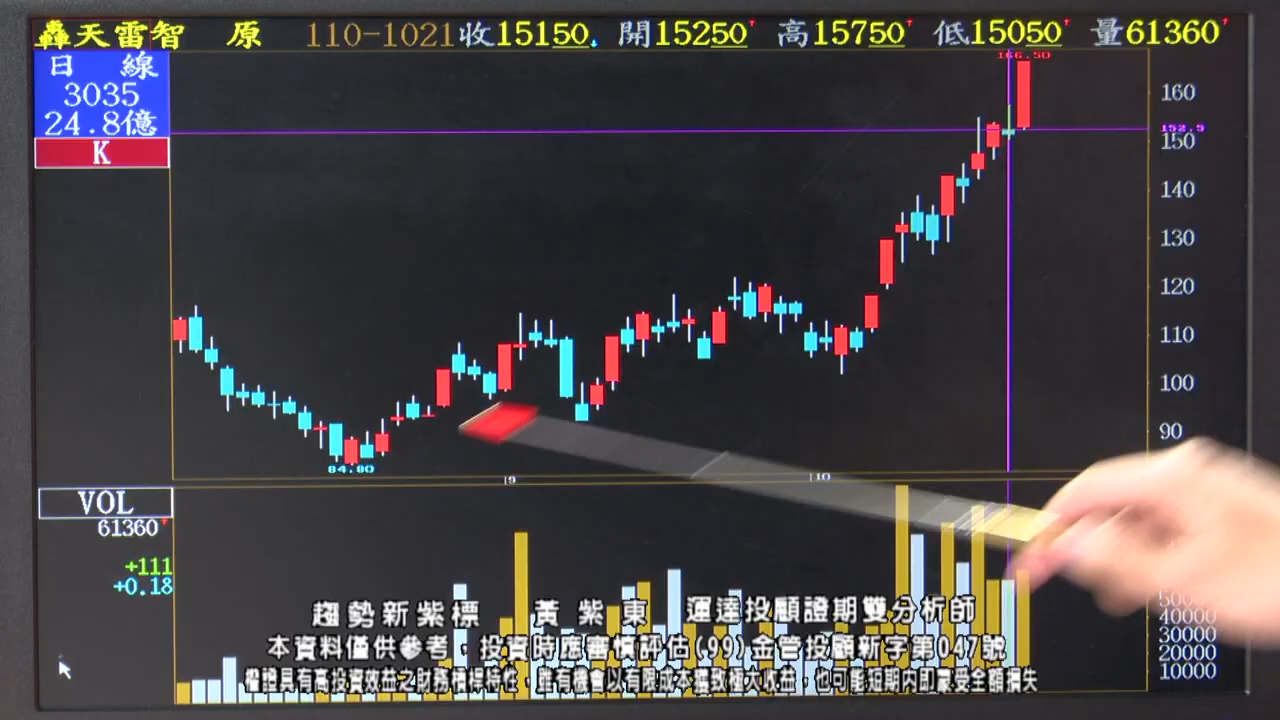 轟天雷智 原 110-1021收15150 開15250 高15750 低15050 量61360
日 線
3035
24.8億
K
166.50
160
152.5
150
140
130
120
110
100
90
84.80
9 10
VOL
61360
+111
+0.18
50000
40000
30000
20000
10000
趨勢新紫標 黃紫東 運達投顧證期雙分析師
本資料僅供參考，投資時應審慎評估(99)金管投顧新字第047號
權證具有高投資效益之財務槓桿特性，雖有機會以有限成本獲致極大收益，也可能短期內即蒙受全額損失